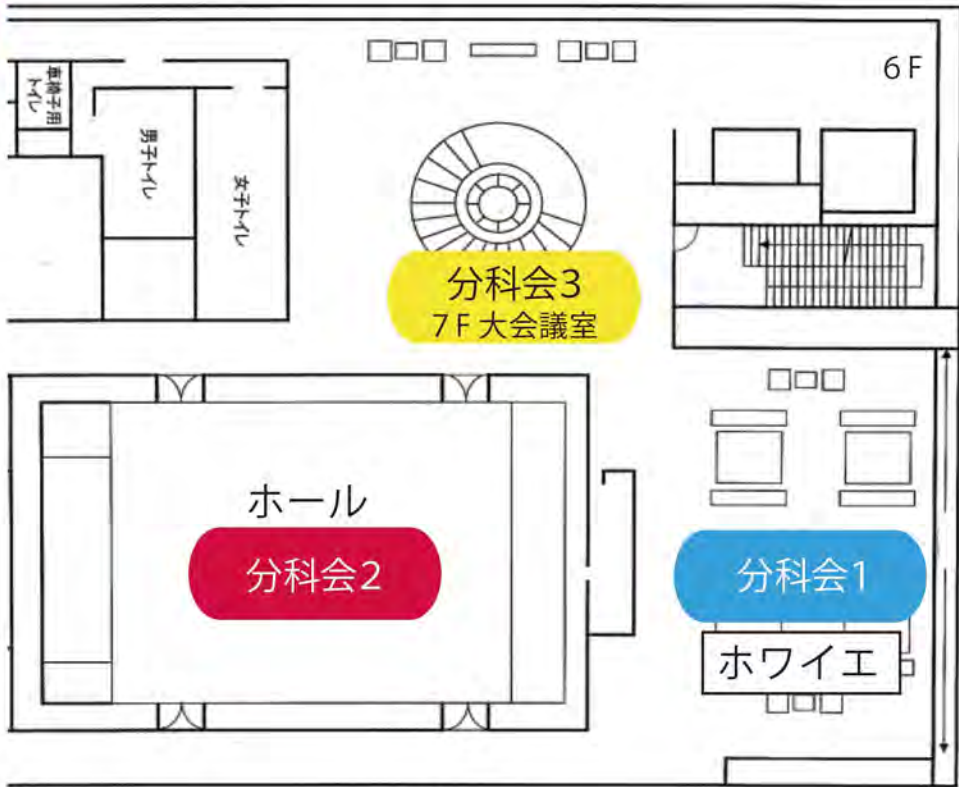 6F
車椅子用
トイレ
男子トイレ
女子トイレ
分科会3
7F 大会議室
ホール
分科会2
分科会1
ホワイエ